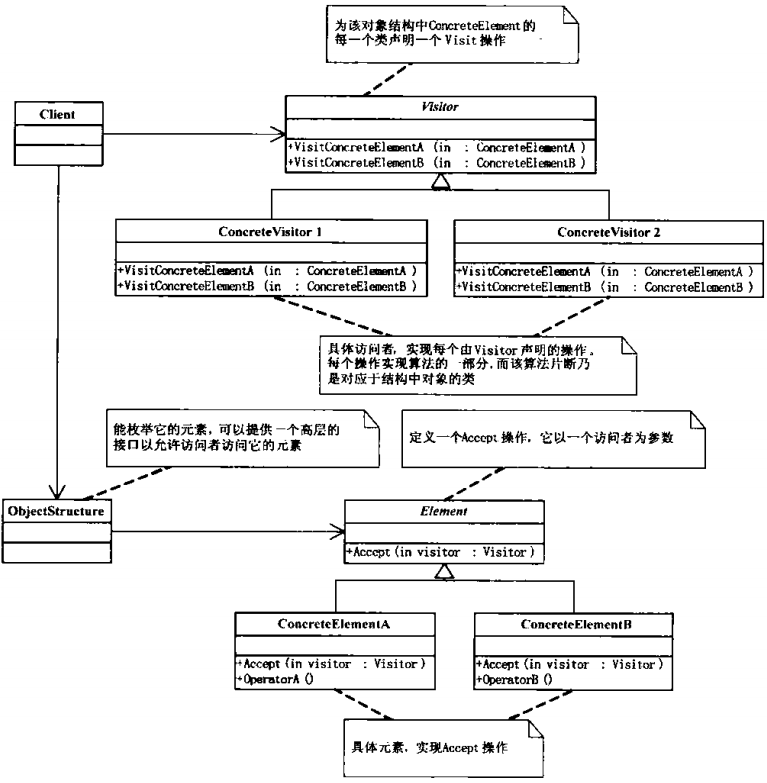 为该对象结构中ConcreteElement的
每一个类声明一个 Visit 操作
Client
Visitor
+VisitConcreteElementA (in : ConcreteElementA )
+VisitConcreteElementB (in : ConcreteElementB )
ConcreteVisitor 1
+VisitConcreteElementA (in : ConcreteElementA )
+VisitConcreteElementB (in : ConcreteElementB )
ConcreteVisitor 2
+VisitConcreteElementA (in : ConcreteElementA )
+VisitConcreteElementB (in : ConcreteElementB )
具体访问者，实现每个由Visitor 声明的操作。
每个操作实现算法的一部分,而该算法片断乃
是对应于结构中对象的类
能枚举它的元素，可以提供一个高层的
接口以允许访问者访问它的元素
定义一个Accept 操作，它以一个访问者为参数
ObjectStructure
Element
+Accept (in visitor : Visitor )
ConcreteElementA
+Accept (in visitor : Visitor )
+OperatorA ()
ConcreteElementB
+Accept (in visitor : Visitor )
+OperatorB ()
具体元素，实现Accept 操作